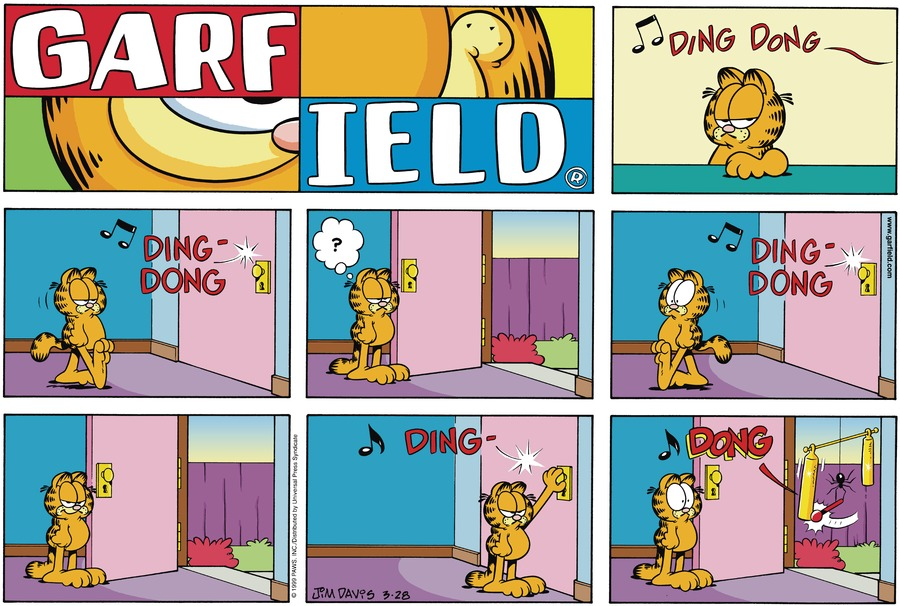 GARF
IELD®
DING DONG
DING-
DONG
?
DING-
DONG
www.garfield.com
© 1999 PAWS, INC./Distributed by Universal Press Syndicate
DING-
JIM DAVIS 3-28
DONG